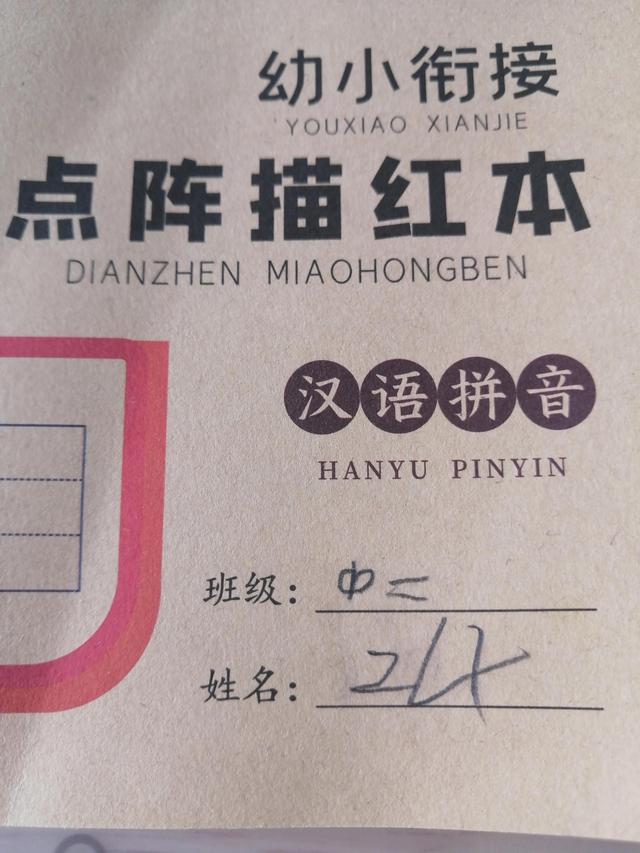 幼小衔接
YOUXIAO XIANJIE
点阵描红本
DIANZHEN MIAOHONGBEN
汉语拼音
HANYU PINYIN
班级：中二
姓名：